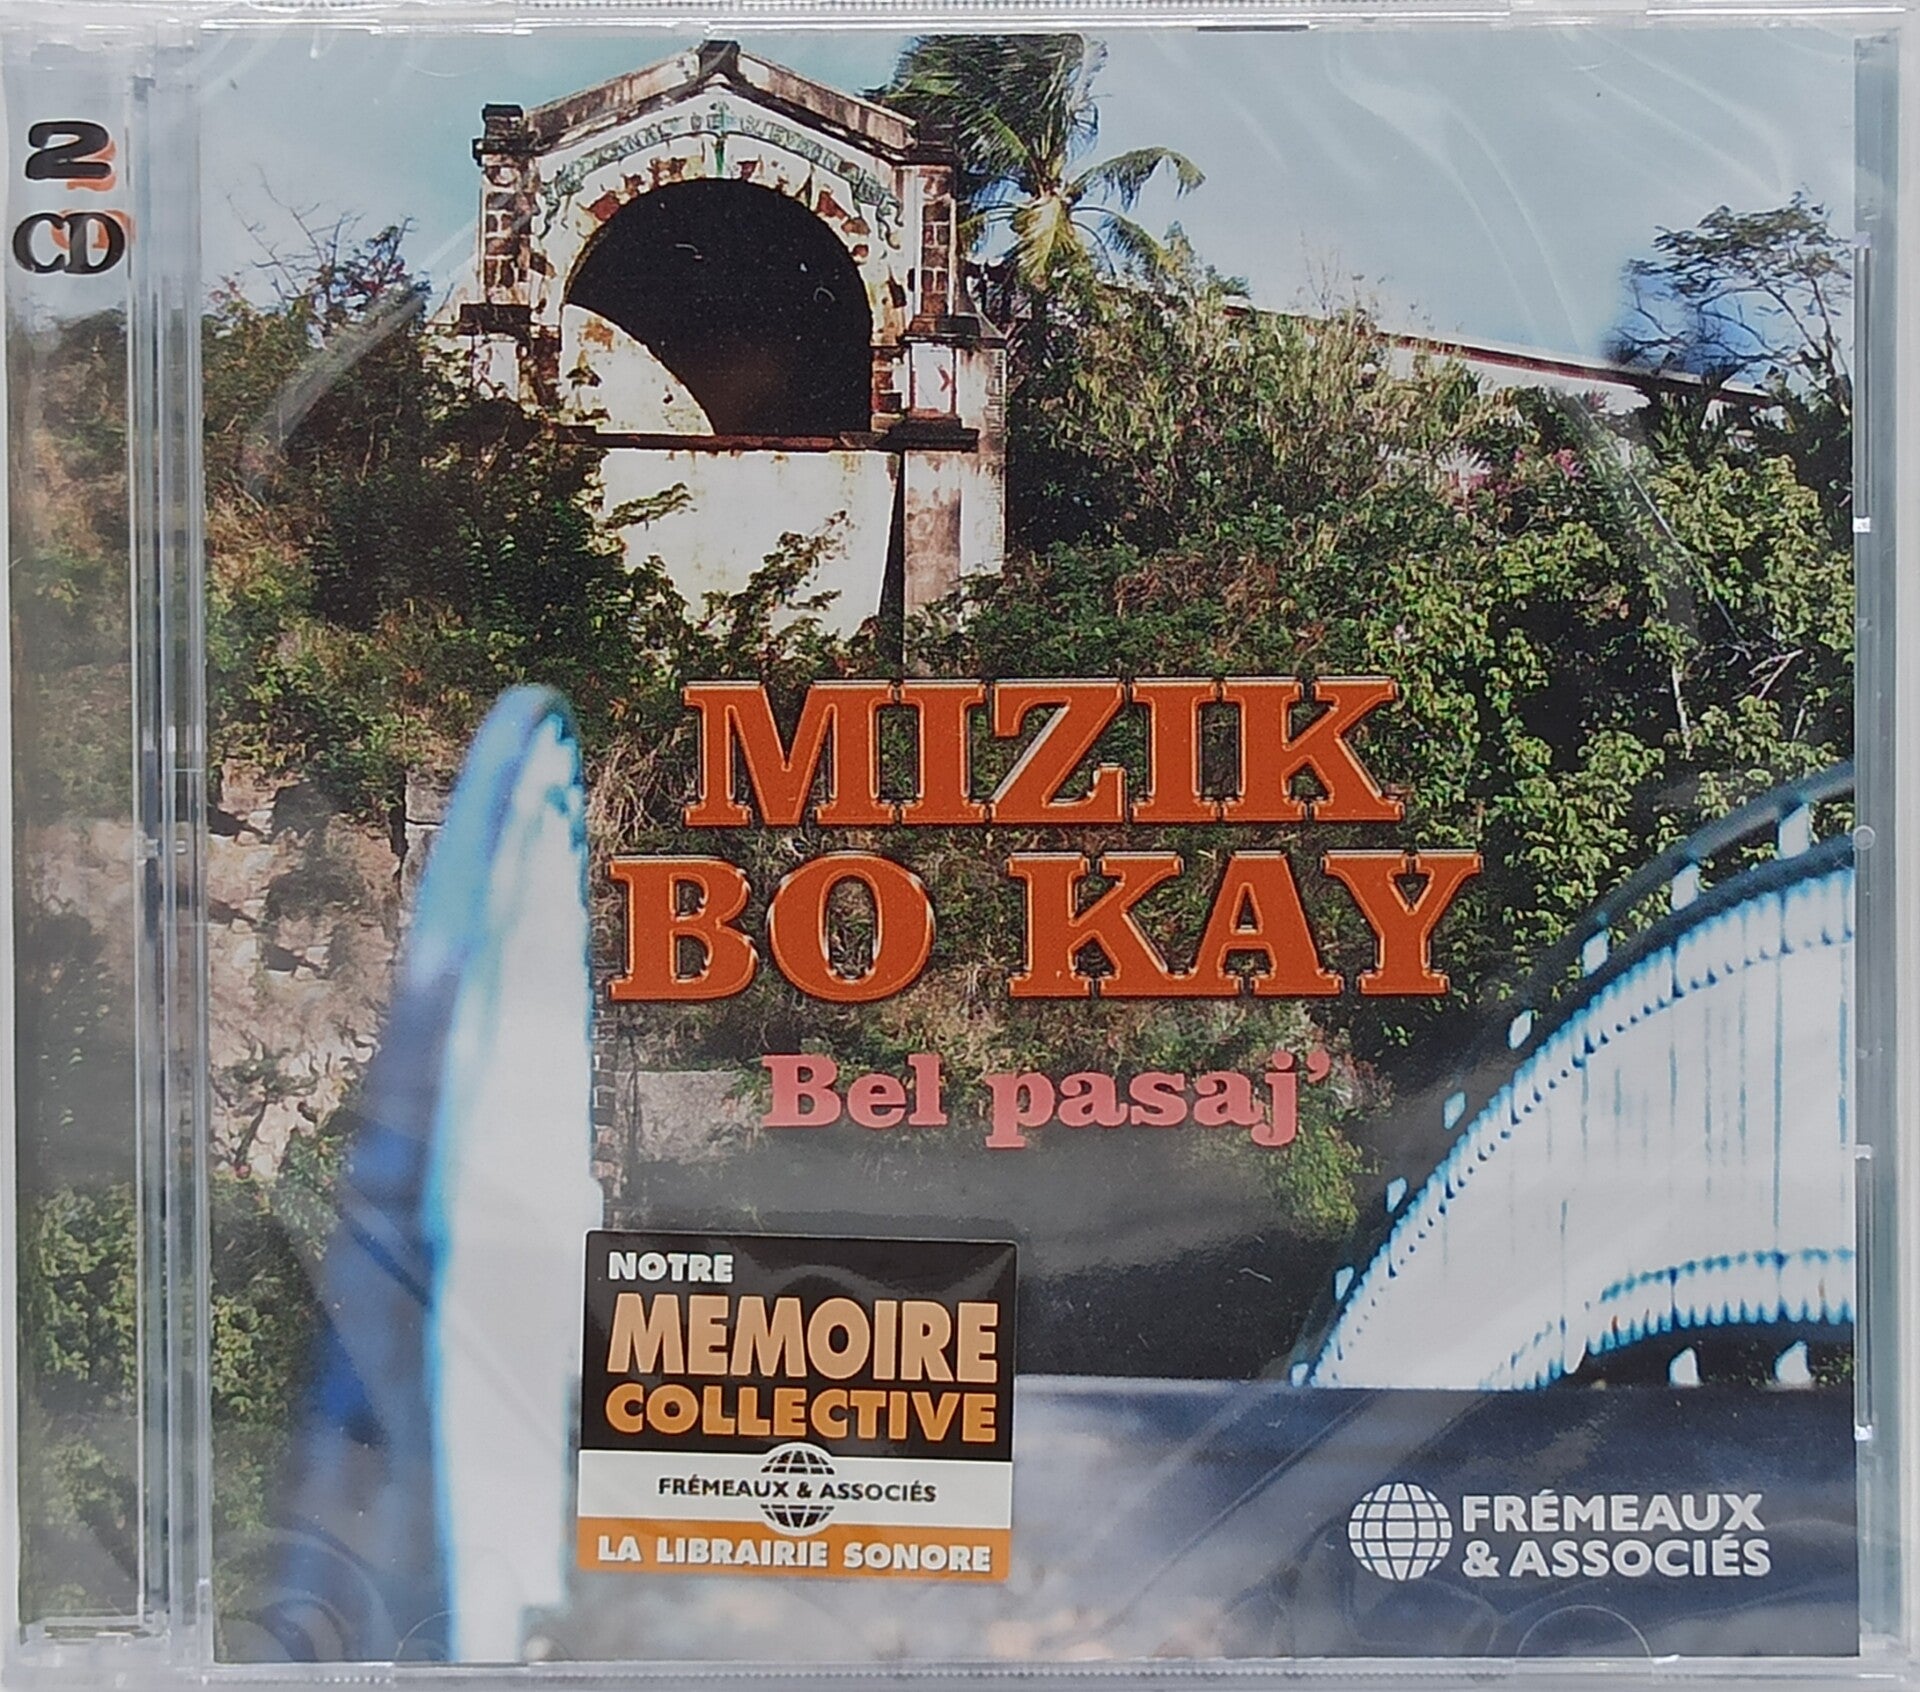 2
CD
MIZIK
BO KAY
Bel pasaj'
NOTRE
MEMOIRE
COLLECTIVE
FRÉMEAUX & ASSOCIÉS
LA LIBRAIRIE SONORE
FRÉMEAUX
& ASSOCIÉS